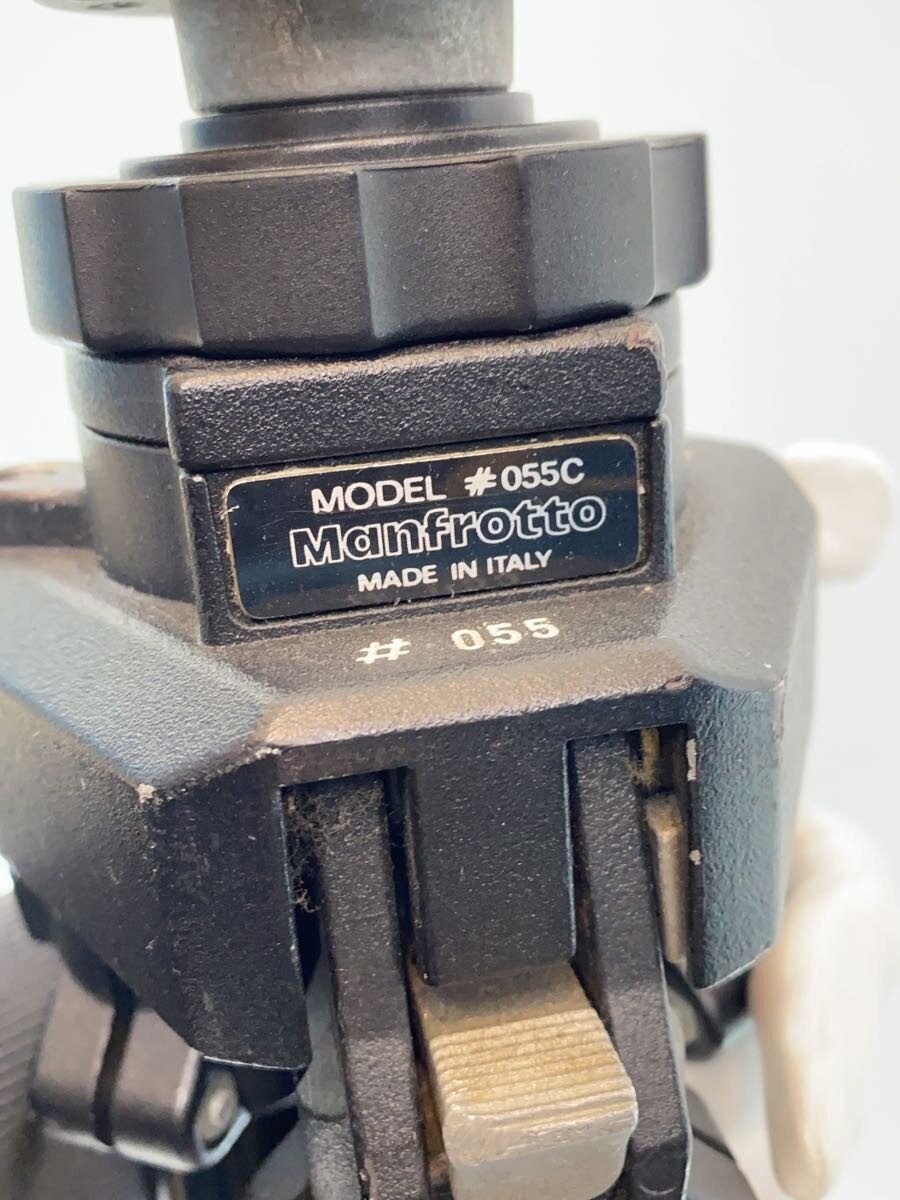 MODEL #055C
Manfrotto
MADE IN ITALY
# 055